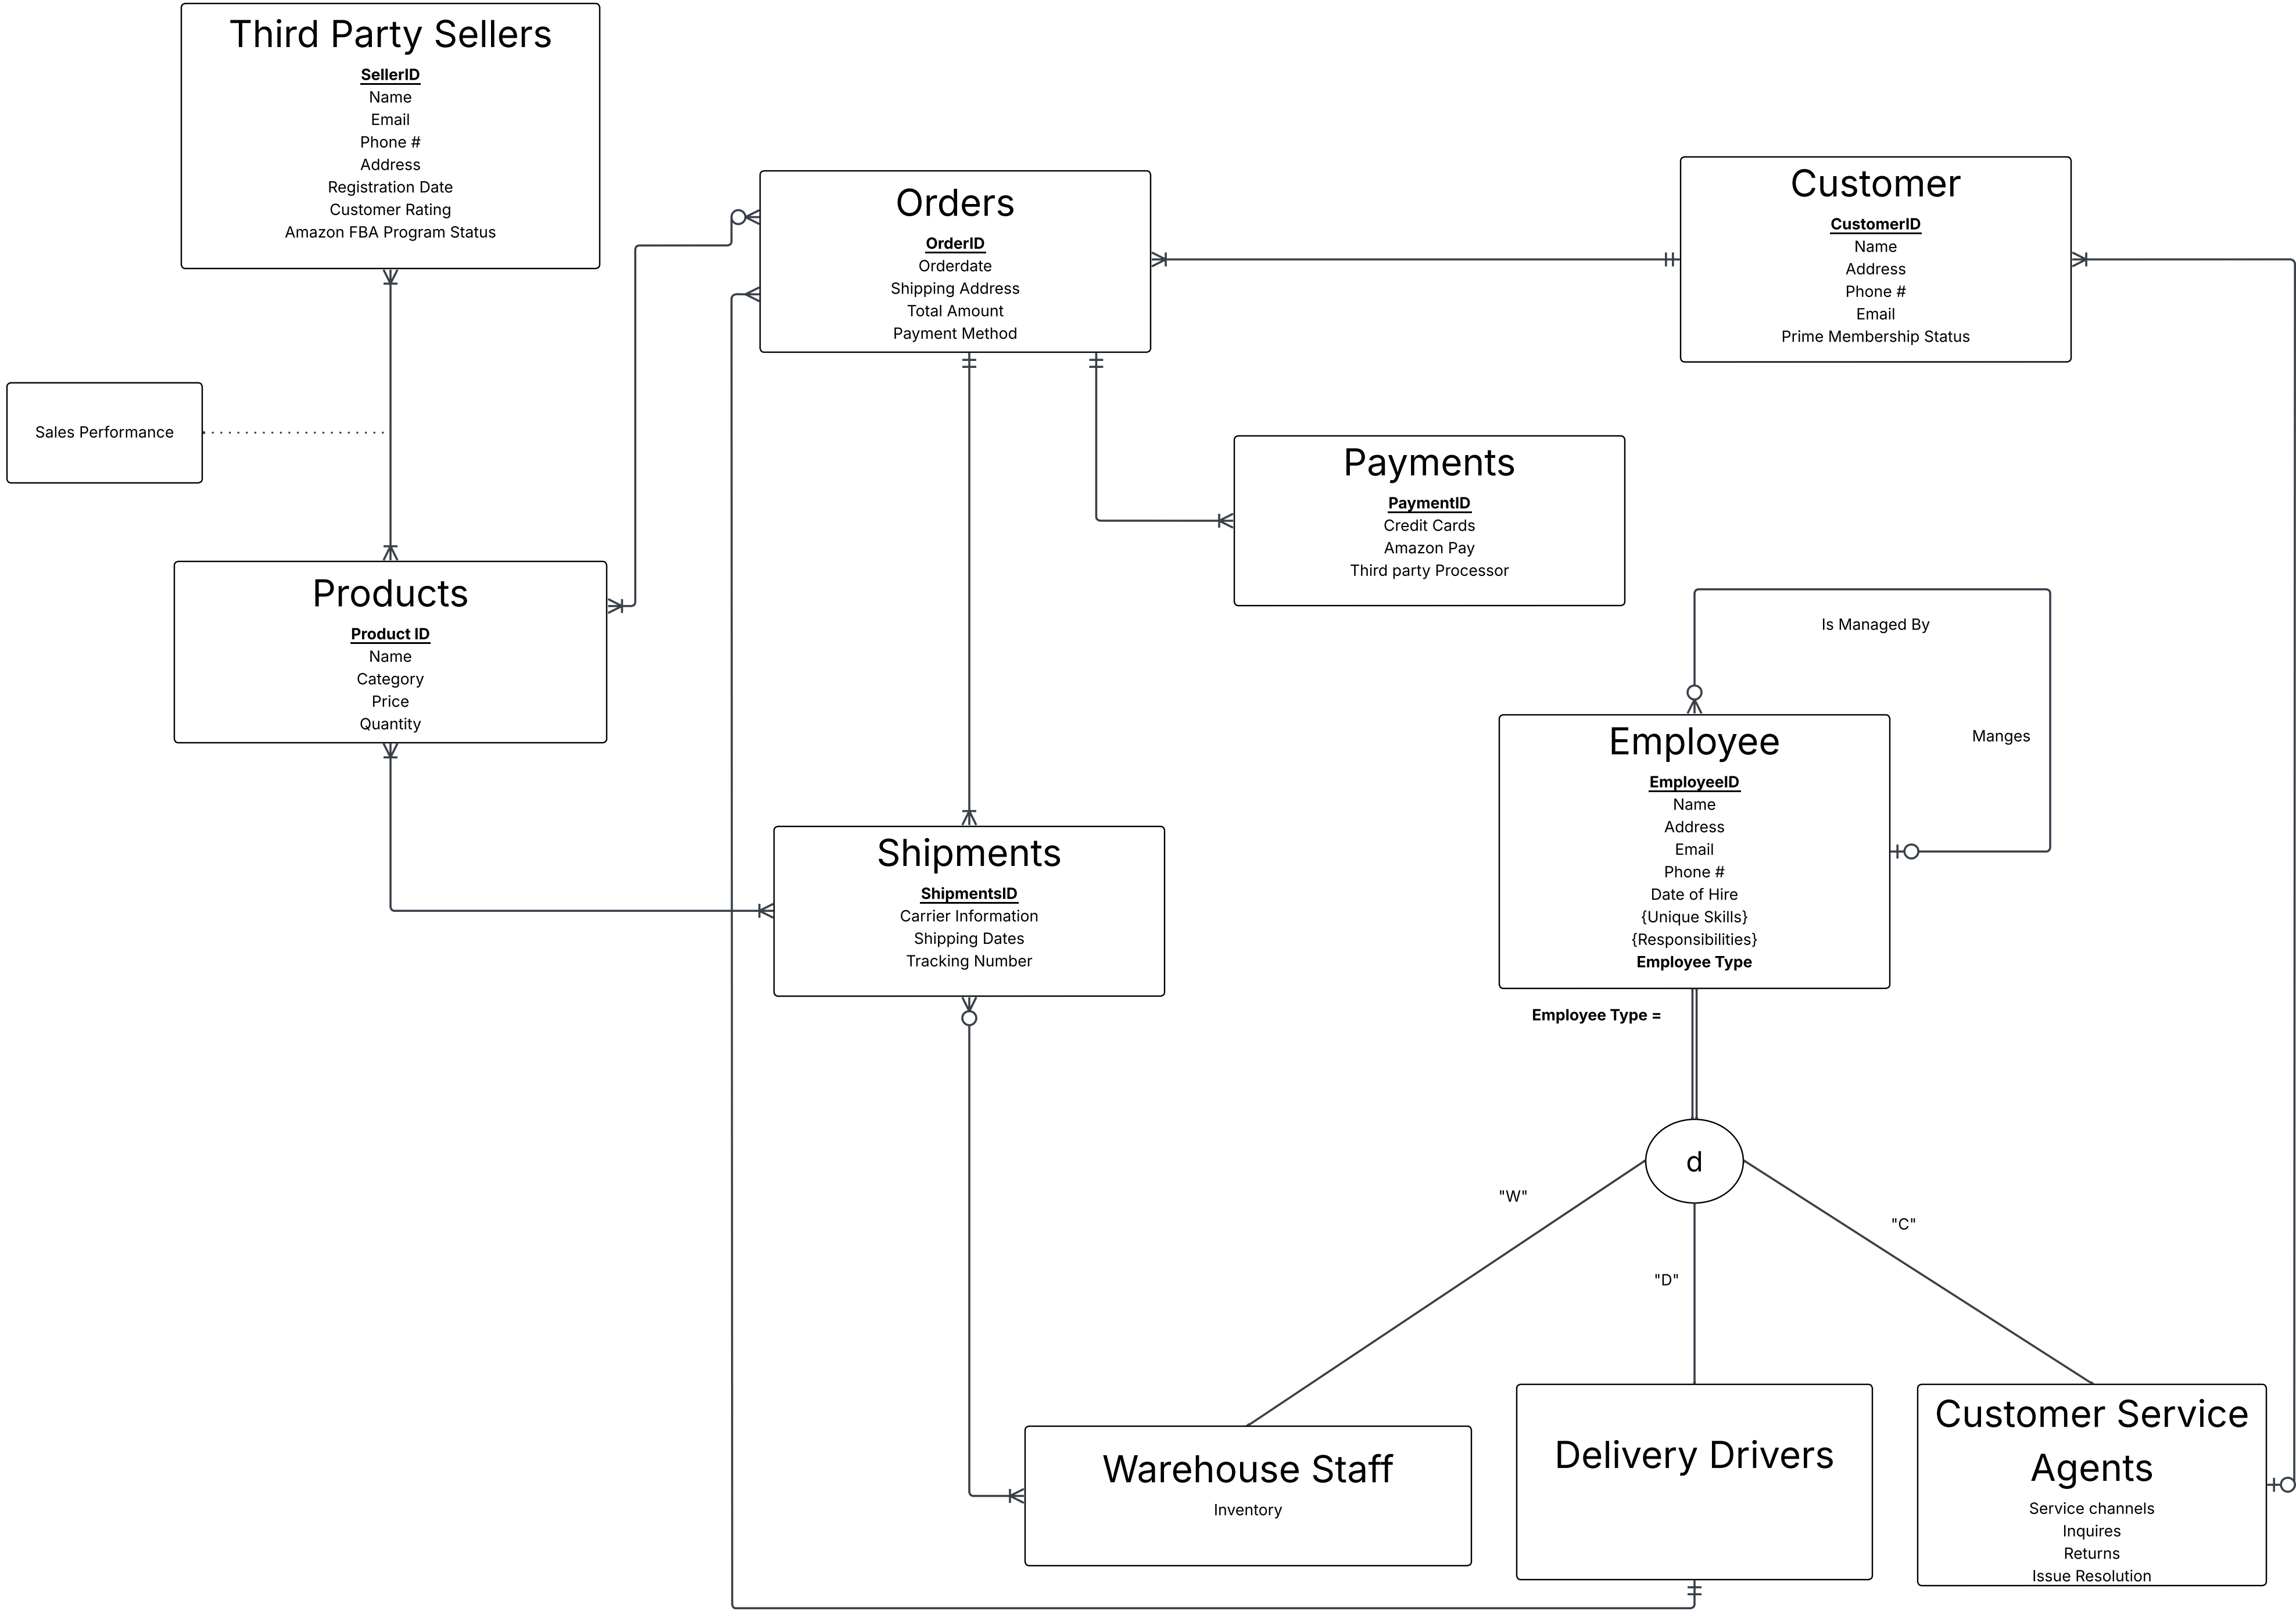 Third Party Sellers
SellerID
Name
Email
Phone #
Address
Registration Date
Customer Rating
Amazon FBA Program Status
Orders
OrderID
Orderdate
Shipping Address
Total Amount
Payment Method
Customer
CustomerID
Name
Address
Phone #
Email
Prime Membership Status
Sales Performance
Payments
PaymentID
Credit Cards
Amazon Pay
Third party Processor
Products
Product ID
Name
Category
Price
Quantity
Is Managed By
Manges
Employee
EmployeeID
Name
Address
Email
Phone #
Date of Hire
{Unique Skills}
{Responsibilities}
Employee Type
Shipments
ShipmentsID
Carrier Information
Shipping Dates
Tracking Number
Employee Type =
d
"W"
"D"
"C"
Warehouse Staff
Inventory
Delivery Drivers
Customer Service
Agents
Service channels
Inquires
Returns
Issue Resolution